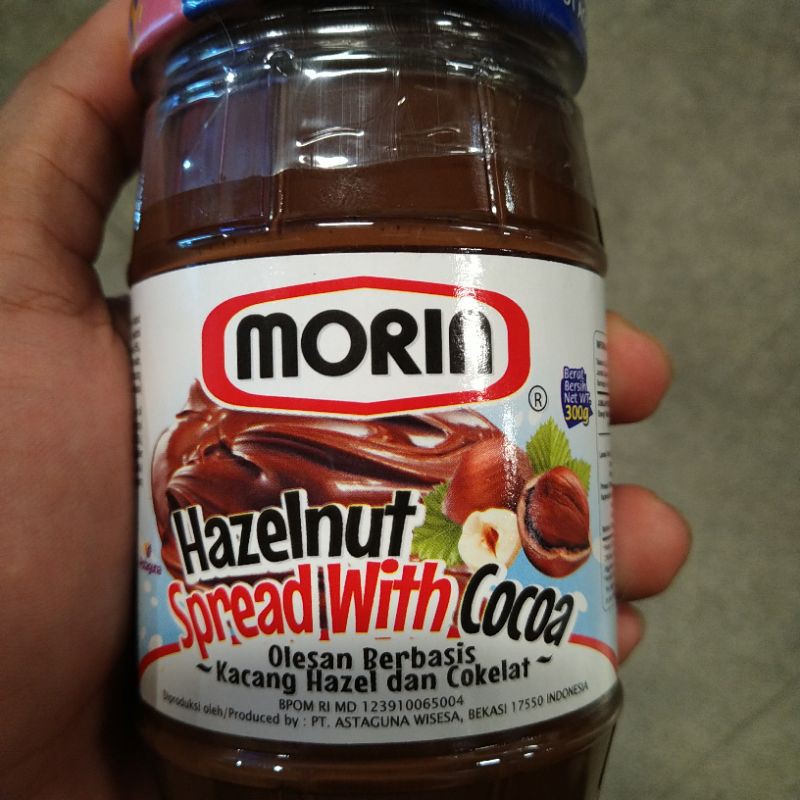 MORIN
®
Berat
Bersih
Net WT.
300g
Hazelnut
Spread With Cocoa
Olesan Berbasis
~ Kacang Hazel dan Cokelat ~
BPOM RI MD 123910065004
Diproduksi oleh/Produced by : PT. ASTAGUNA WISESA, BEKASI 17550 INDONESIA